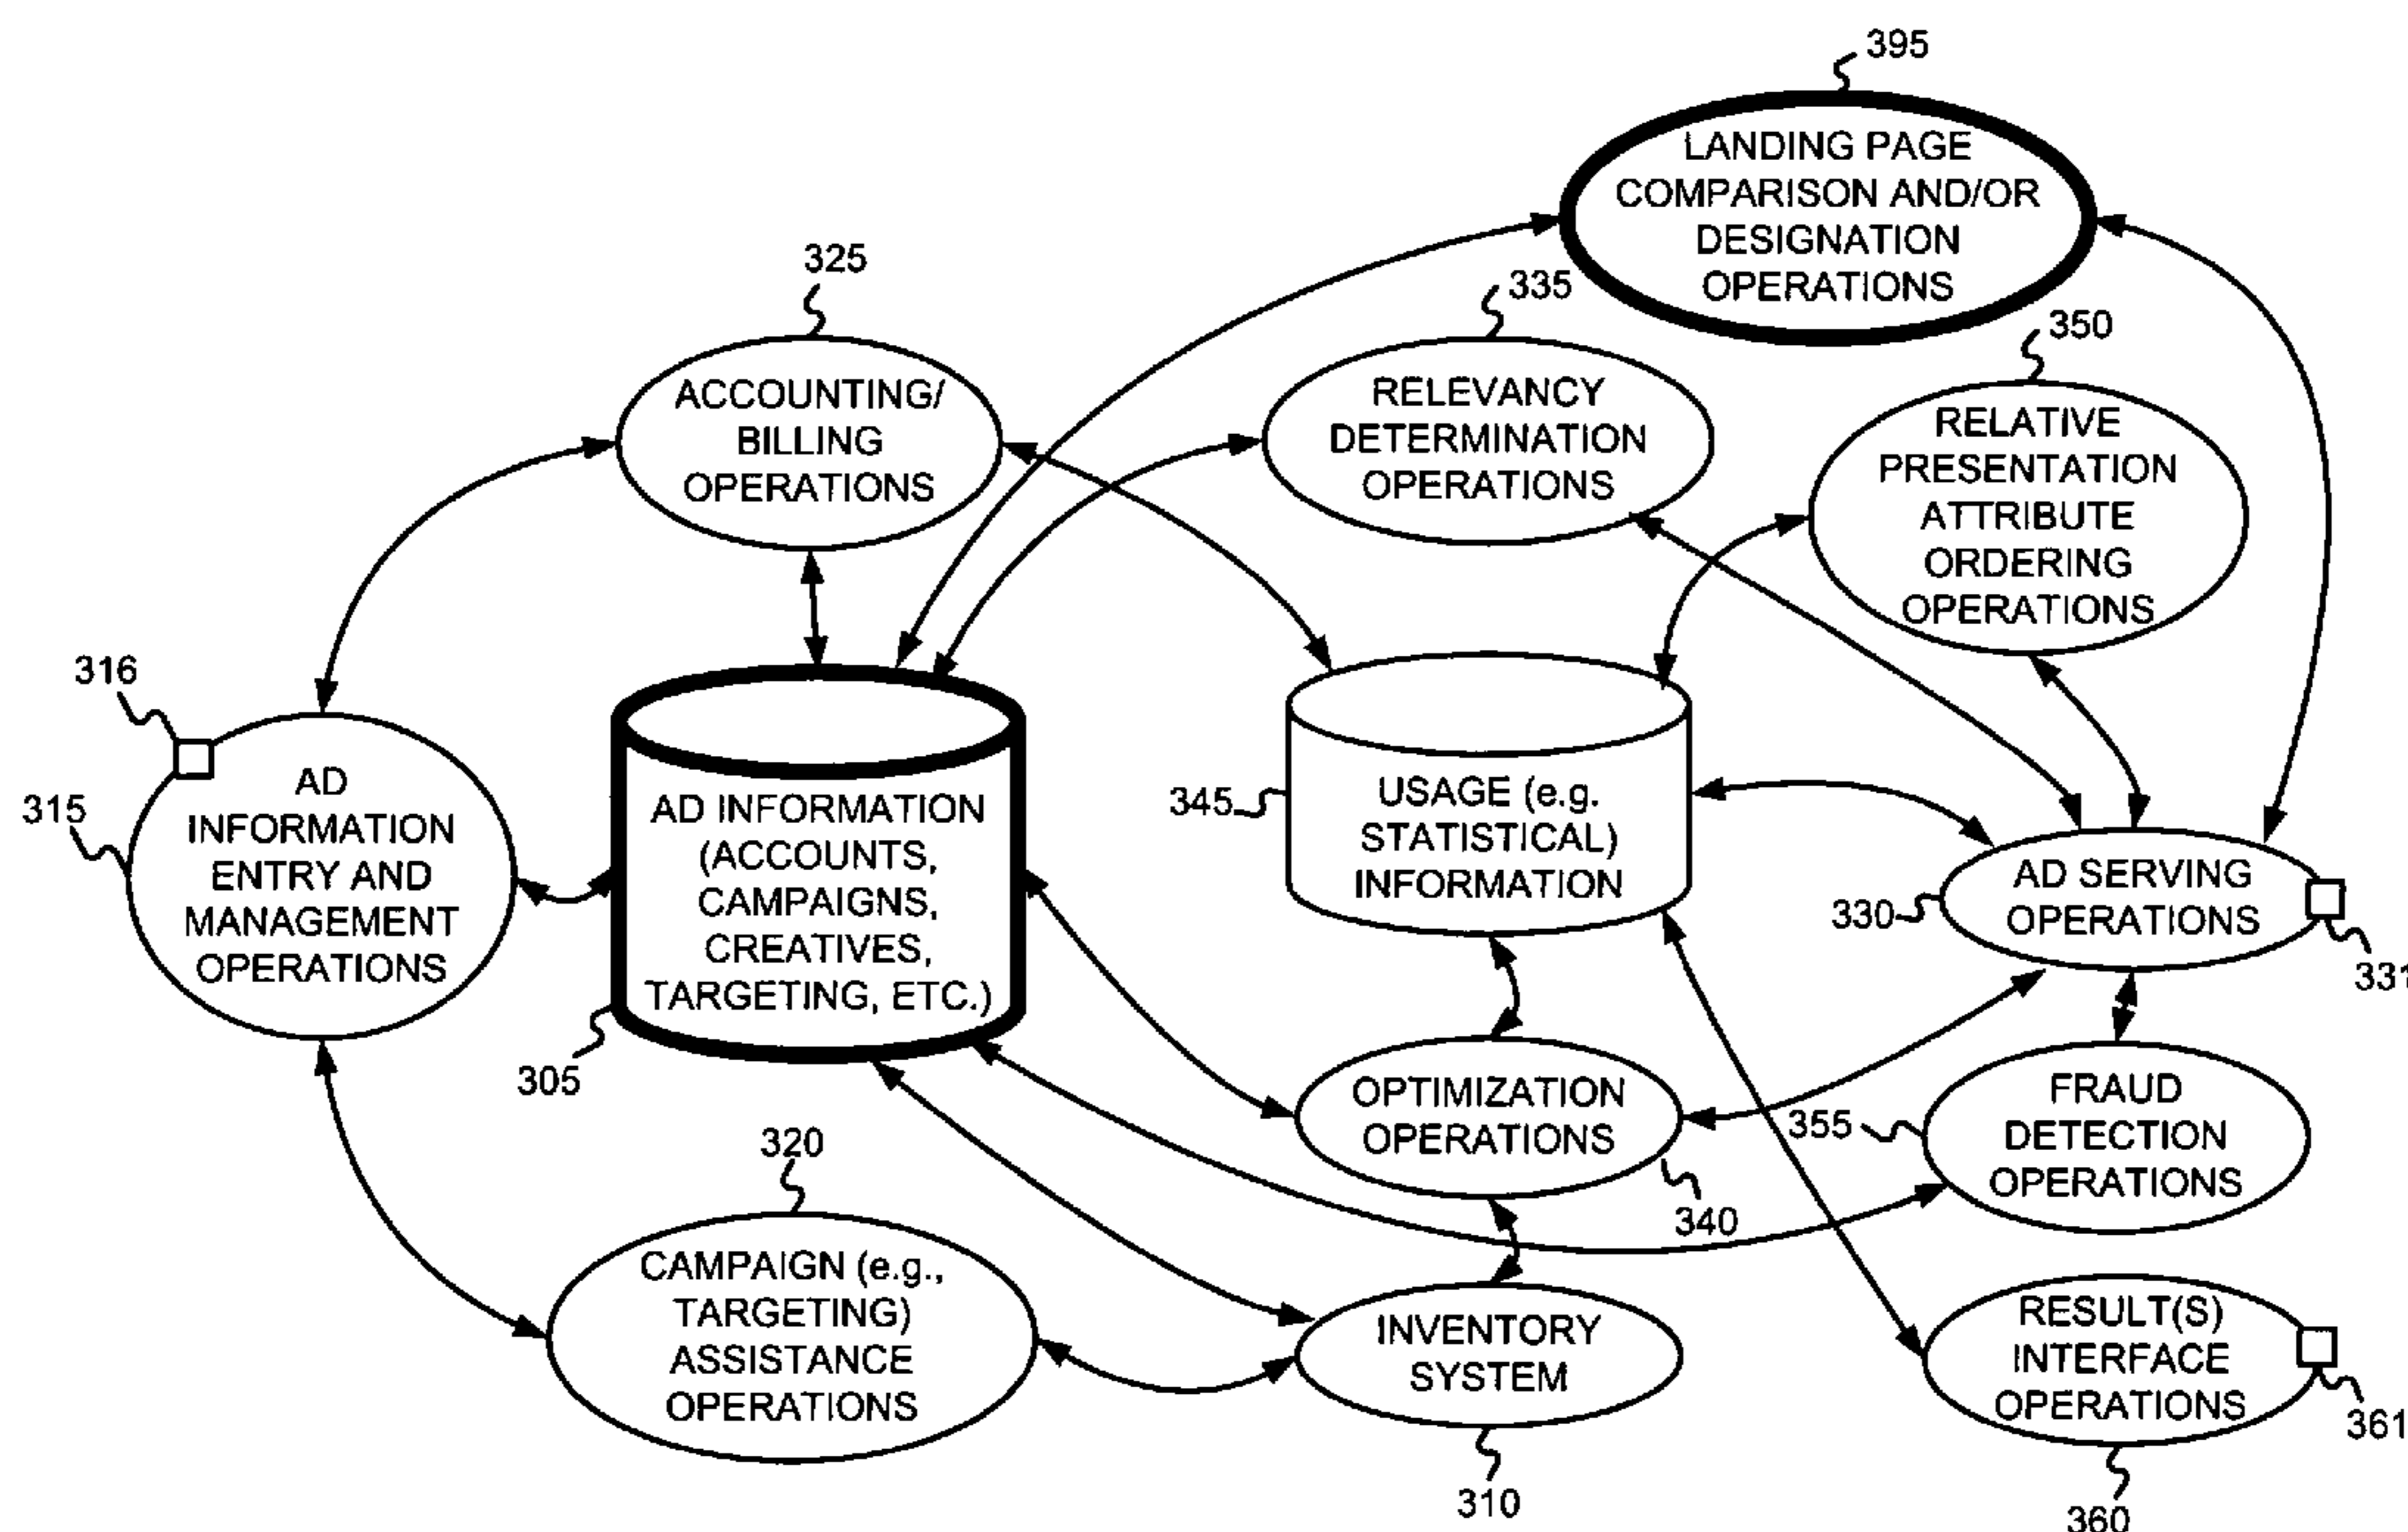 395
LANDING PAGE
COMPARISON AND/OR
DESIGNATION
OPERATIONS
325
335
350
ACCOUNTING/
BILLING
OPERATIONS
RELEVANCY
DETERMINATION
OPERATIONS
RELATIVE
PRESENTATION
ATTRIBUTE
ORDERING
OPERATIONS
316
315
AD
INFORMATION
ENTRY AND
MANAGEMENT
OPERATIONS
AD INFORMATION
(ACCOUNTS,
CAMPAIGNS,
CREATIVES,
TARGETING, ETC.)
305
345
USAGE (e.g.
STATISTICAL)
INFORMATION
330
AD SERVING
OPERATIONS
331
OPTIMIZATION
OPERATIONS
340
355
FRAUD
DETECTION
OPERATIONS
320
CAMPAIGN (e.g.,
TARGETING)
ASSISTANCE
OPERATIONS
INVENTORY
SYSTEM
310
RESULT(S)
INTERFACE
OPERATIONS
361
360